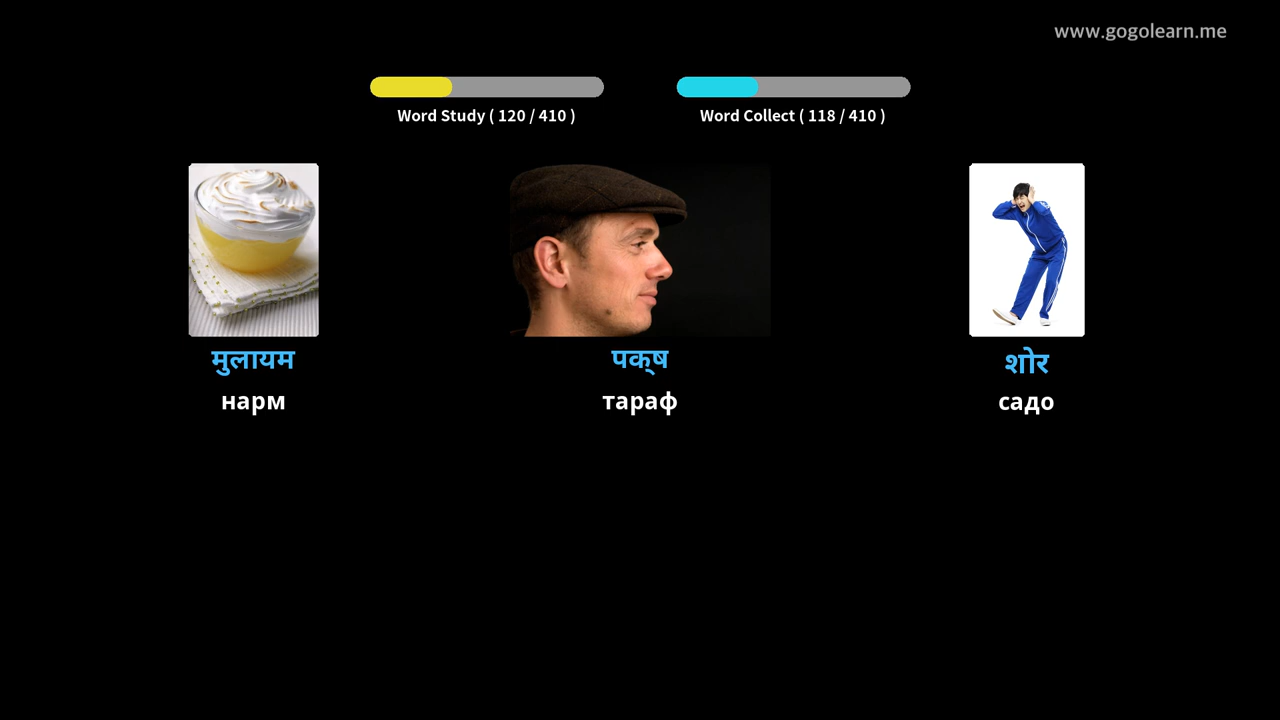 www.gogolearn.me
Word Study ( 120 / 410 )
Word Collect ( 118 / 410 )
मुलायम
पक्ष
शोर
нарм
тараф
садо